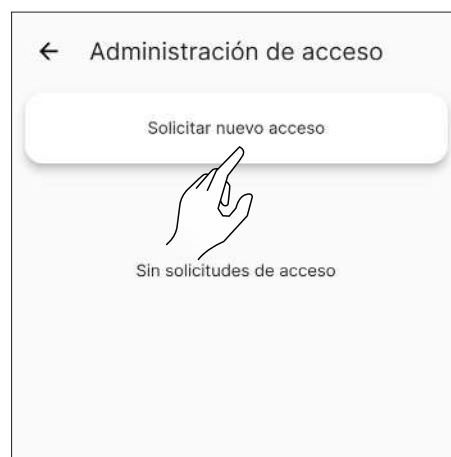 Administración de acceso
Solicitar nuevo acceso
Sin solicitudes de acceso